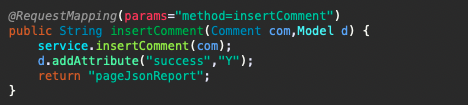 @RequestMapping(params="method=insertComment")
public String insertComment(Comment com,Model d) {
    service.insertComment(com);
    d.addAttribute("success","Y");
    return "pageJsonReport";
}